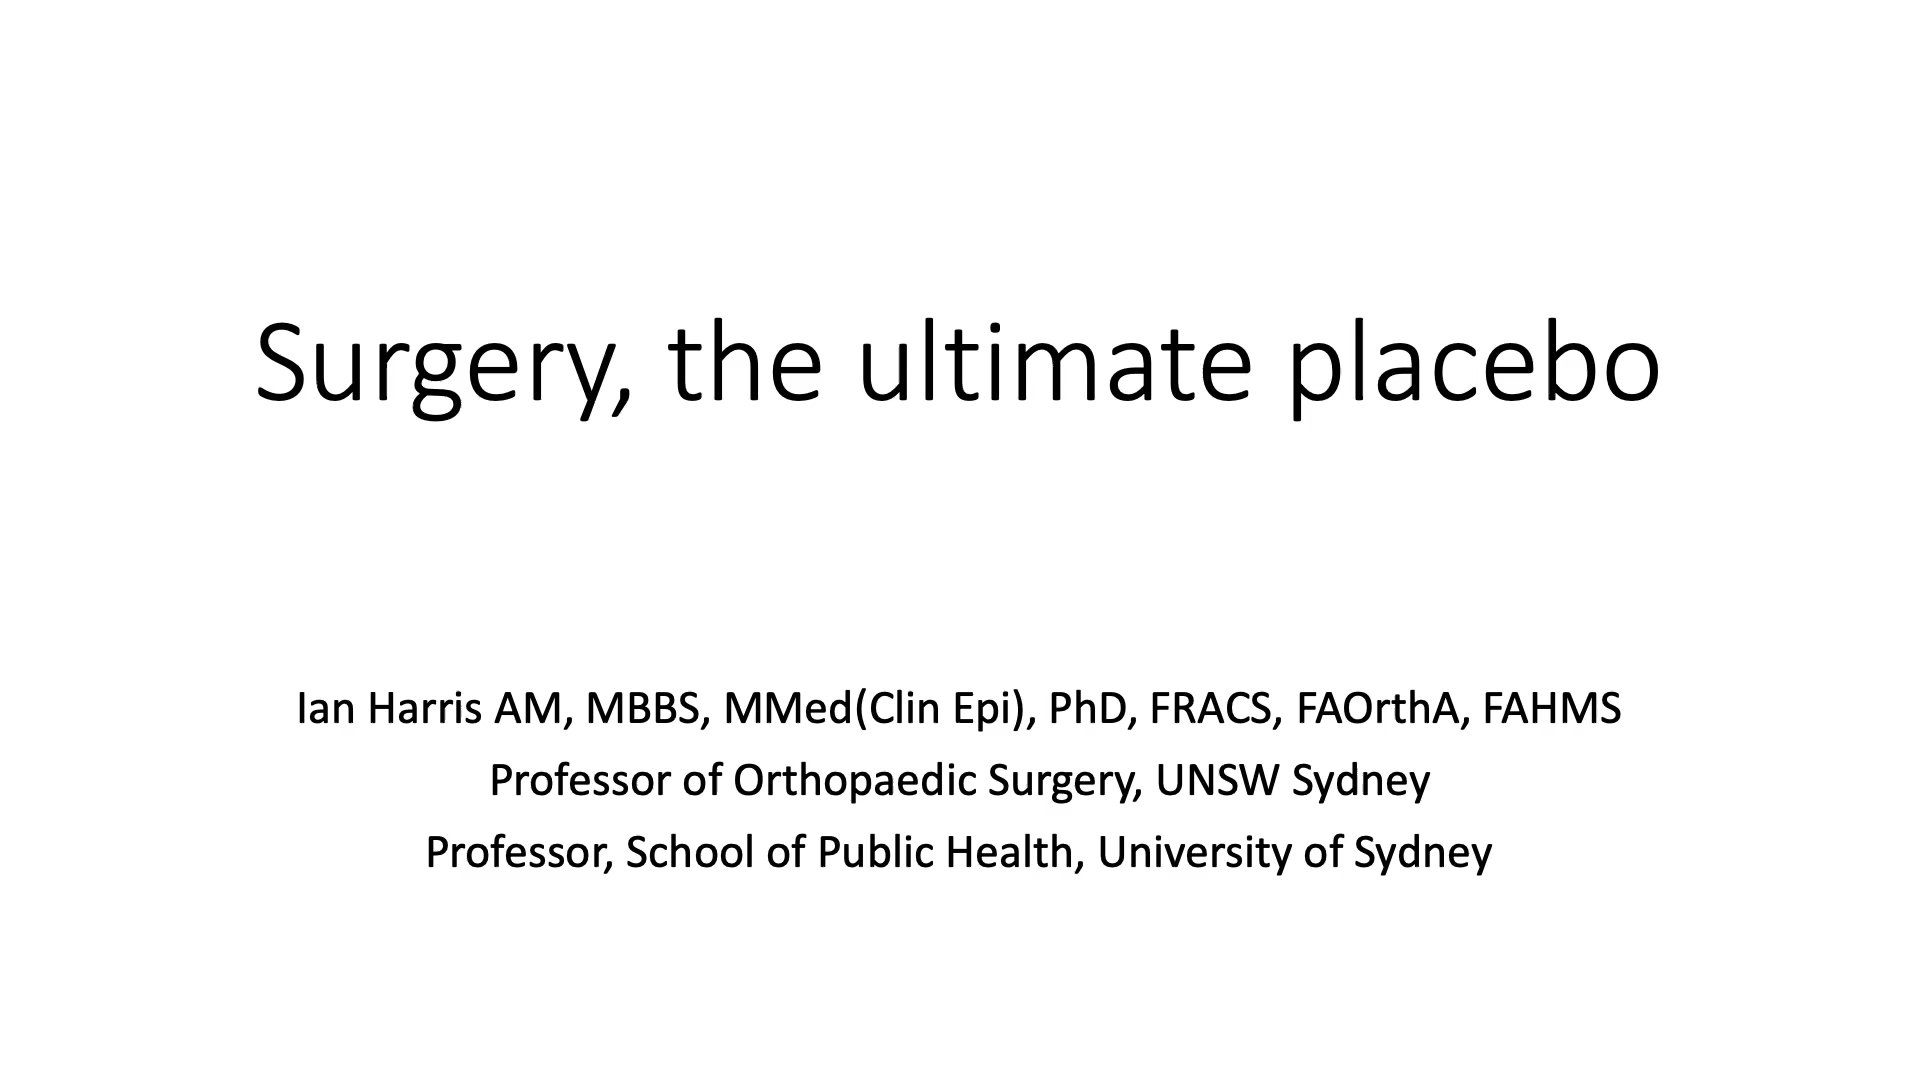 Surgery, the ultimate placebo
Ian Harris AM, MBBS, MMed(Clin Epi), PhD, FRACS, FAOrthA, FAHMS
Professor of Orthopaedic Surgery, UNSW Sydney
Professor, School of Public Health, University of Sydney